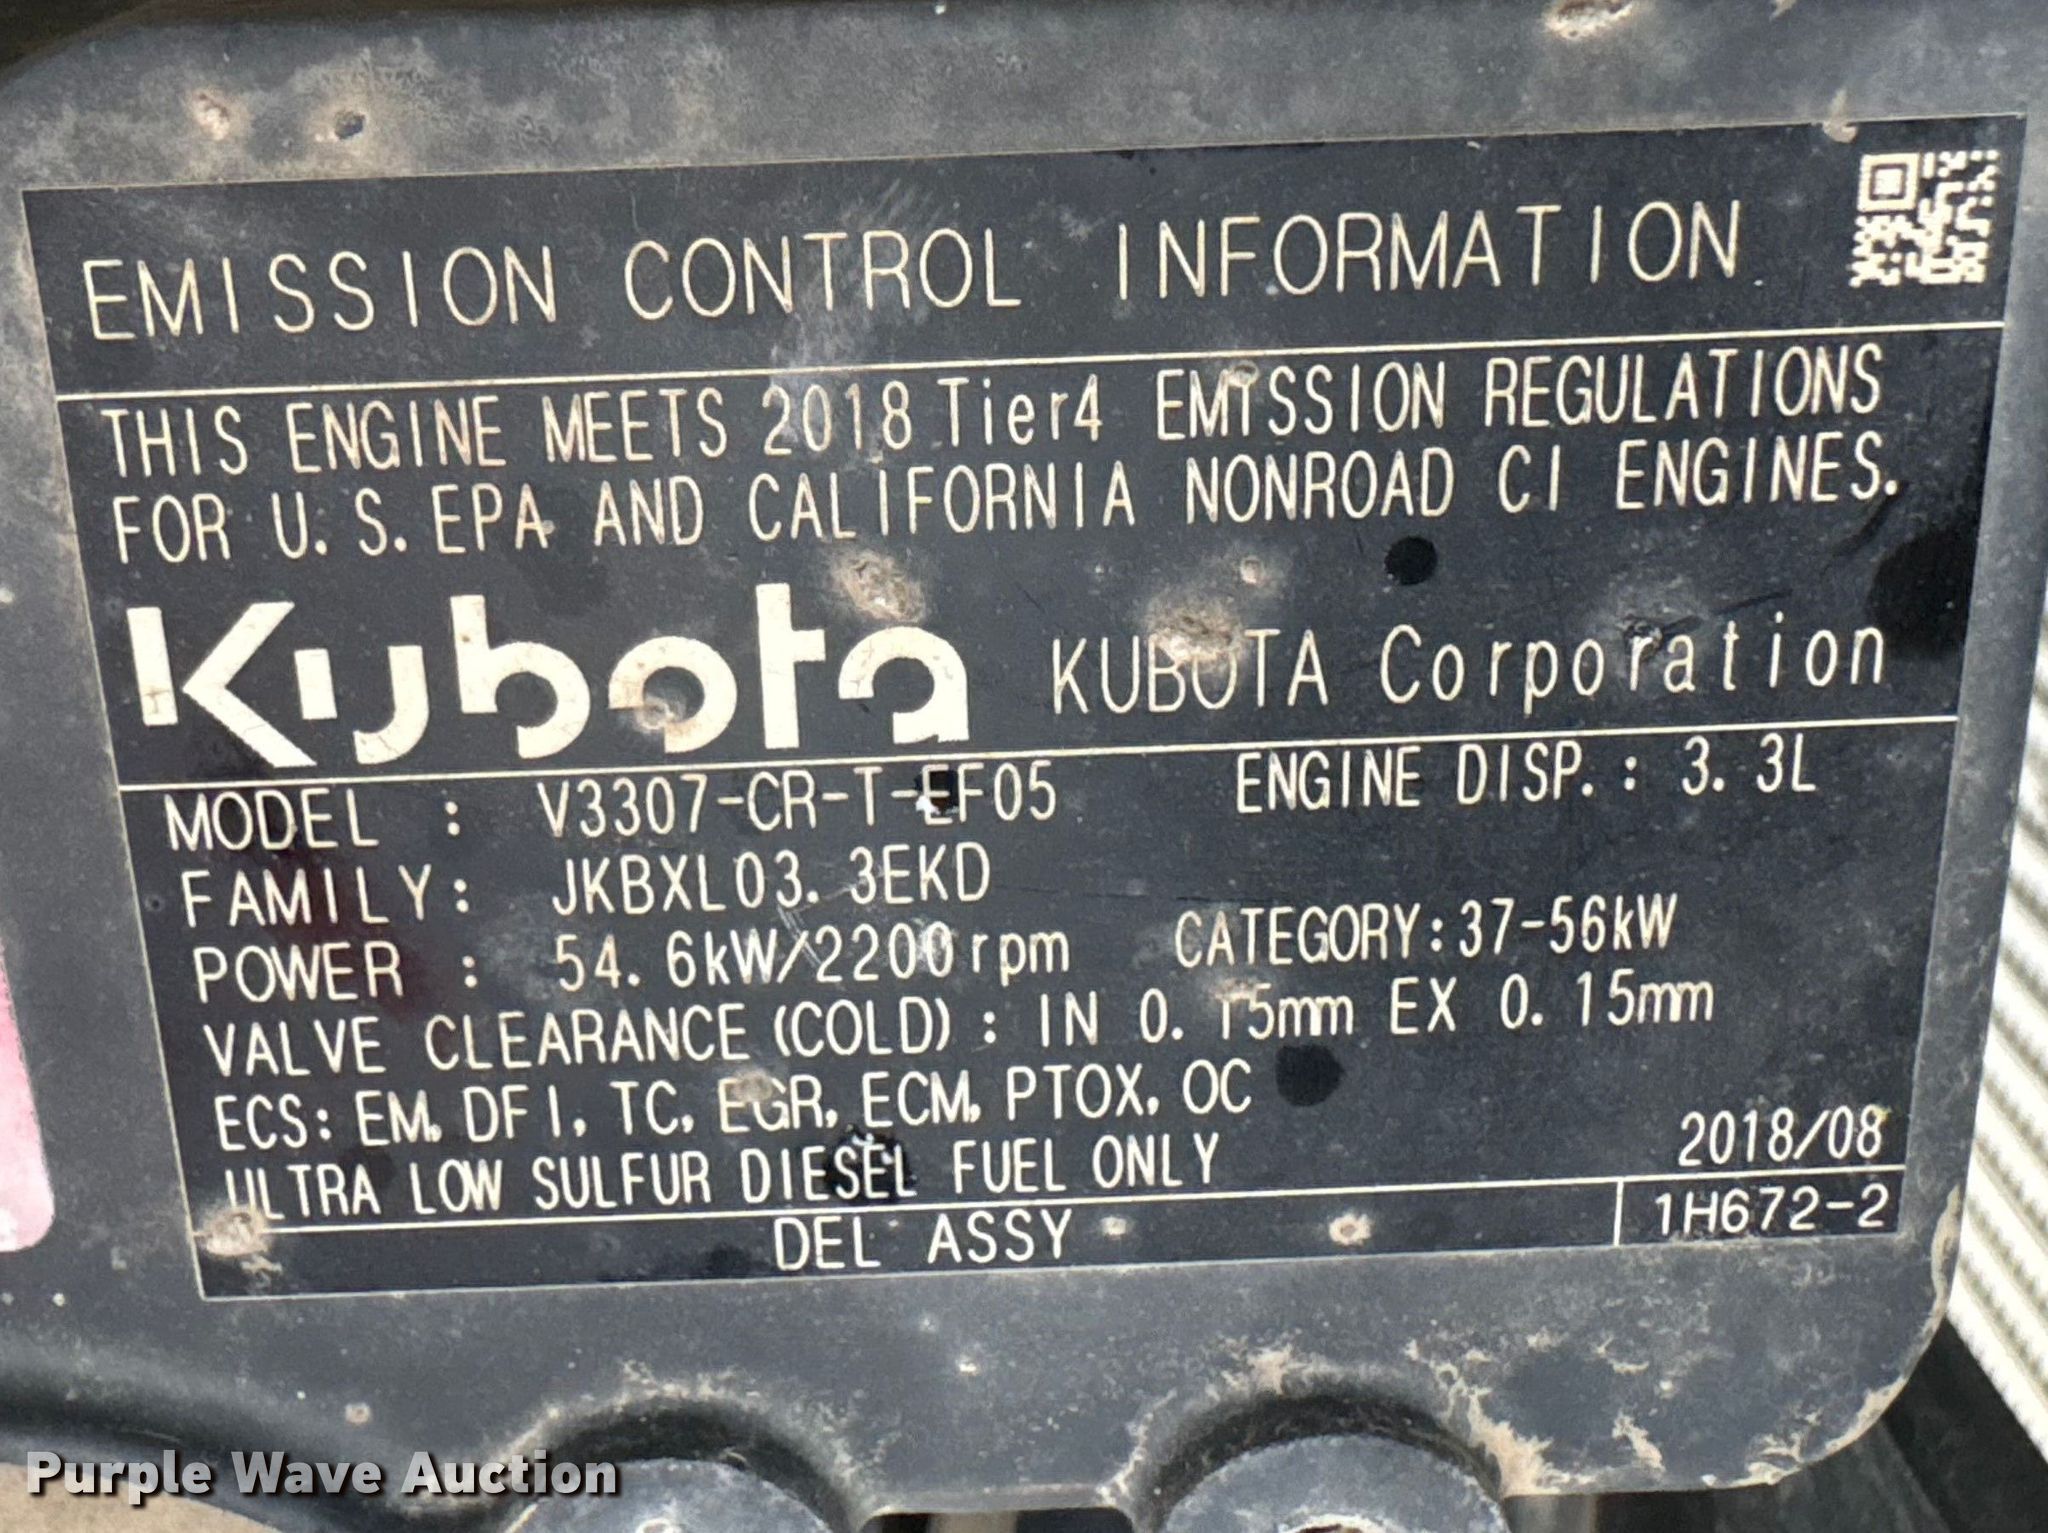 EMISSION CONTROL INFORMATION
THIS ENGINE MEETS 2018 Tier4 EMISSION REGULATIONS
FOR U.S. EPA AND CALIFORNIA NONROAD CI ENGINES.
Kubota KUBOTA Corporation
MODEL : V3307-CR-T-EF05 ENGINE DISP.: 3.3L
FAMILY: JKBXL03.3EKD
POWER : 54.6kW/2200rpm CATEGORY:37-56kW
VALVE CLEARANCE (COLD) : IN 0.15mm EX 0.15mm
ECS: EM, DFI, TC, EGR, ECM, PTOX, OC
ULTRA LOW SULFUR DIESEL FUEL ONLY 2018/08
DEL ASSY 1H672-2
Purple Wave Auction